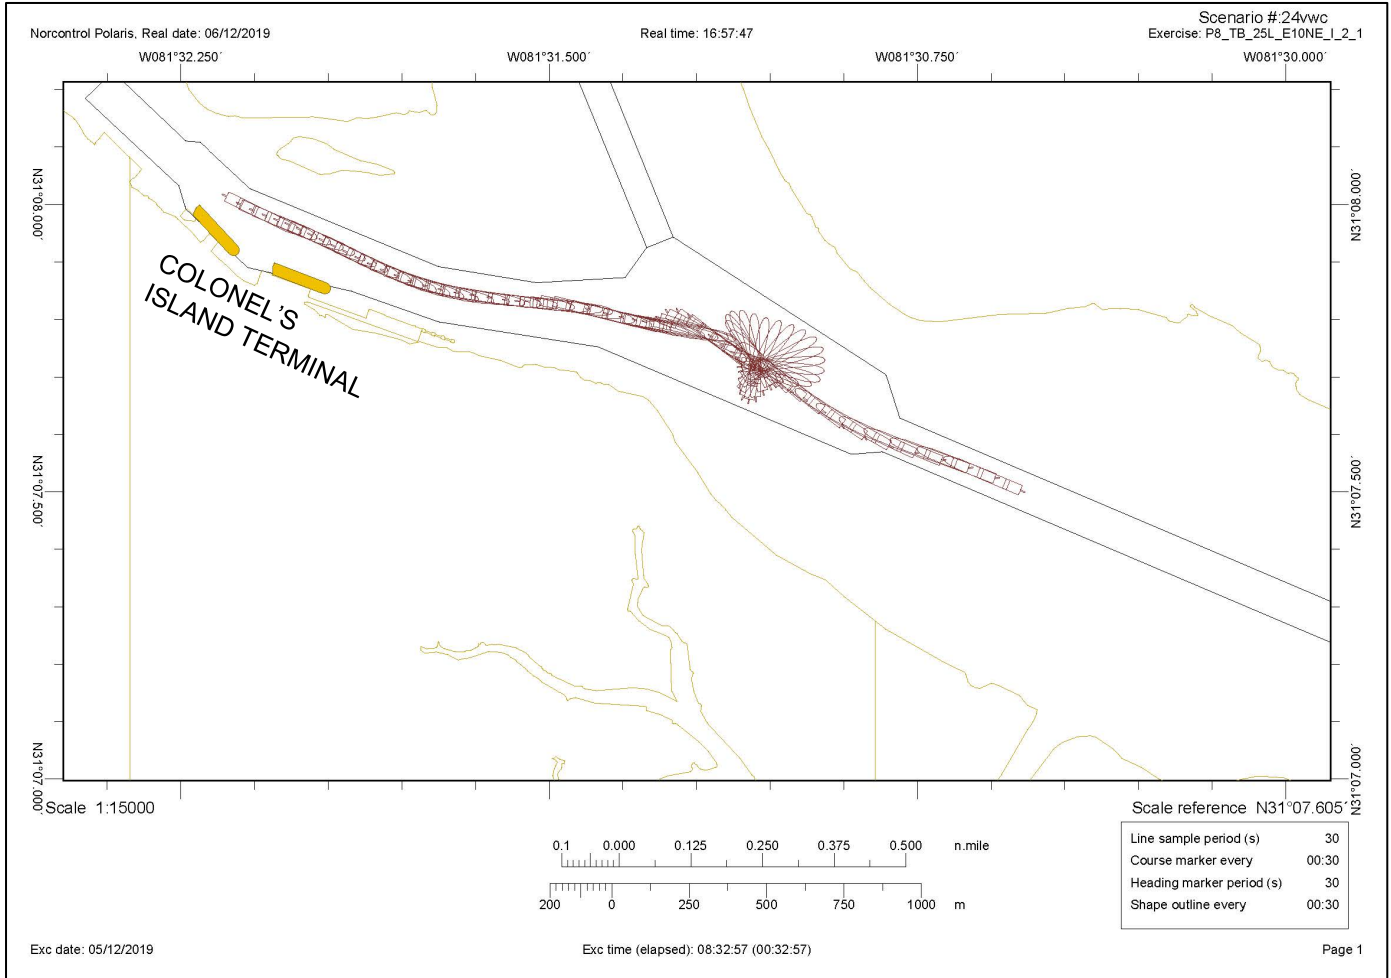 Scenario #:24vwc
Norcontrol Polaris, Real date: 06/12/2019
Real time: 16:57:47
Exercise: P8_TB_25L_E10NE_I_2_1
W081°32.250´
W081°31.500´
W081°30.750´
W081°30.000´
N31°08.000´
N31°08.000´
COLONEL'S
ISLAND TERMINAL
N31°07.500´
N31°07.500´
N31°07.000´
N31°07.000´
Scale 1:15000
Scale reference N31°07.605´
0.1 0.000 0.125 0.250 0.375 0.500 n.mile
200 0 250 500 750 1000 m
Line sample period (s) 30
Course marker every 00:30
Heading marker period (s) 30
Shape outline every 00:30
Exc date: 05/12/2019
Exc time (elapsed): 08:32:57 (00:32:57)
Page 1